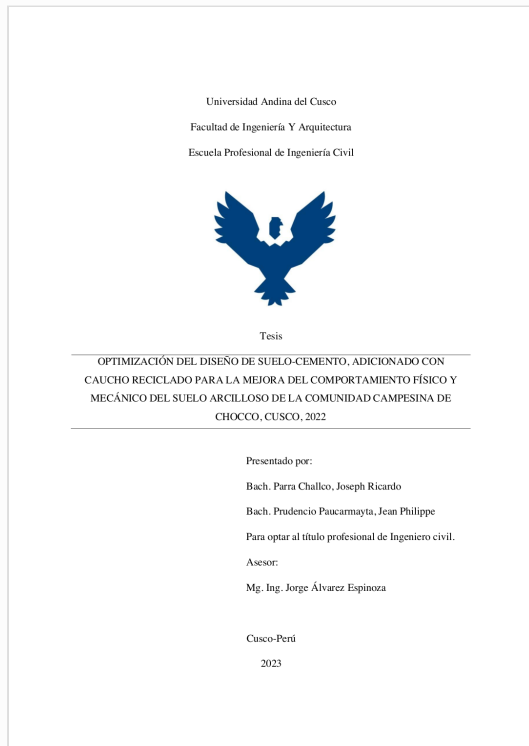 Universidad Andina del Cusco
Facultad de Ingeniería Y Arquitectura
Escuela Profesional de Ingeniería Civil
Tesis
OPTIMIZACIÓN DEL DISEÑO DE SUELO-CEMENTO, ADICIONADO CON
CAUCHO RECICLADO PARA LA MEJORA DEL COMPORTAMIENTO FÍSICO Y
MECÁNICO DEL SUELO ARCILLOSO DE LA COMUNIDAD CAMPESINA DE
CHOCCO, CUSCO, 2022
Presentado por:
Bach. Parra Challco, Joseph Ricardo
Bach. Prudencio Paucarmayta, Jean Philippe
Para optar al título profesional de Ingeniero civil.
Asesor:
Mg. Ing. Jorge Álvarez Espinoza
Cusco-Perú
2023